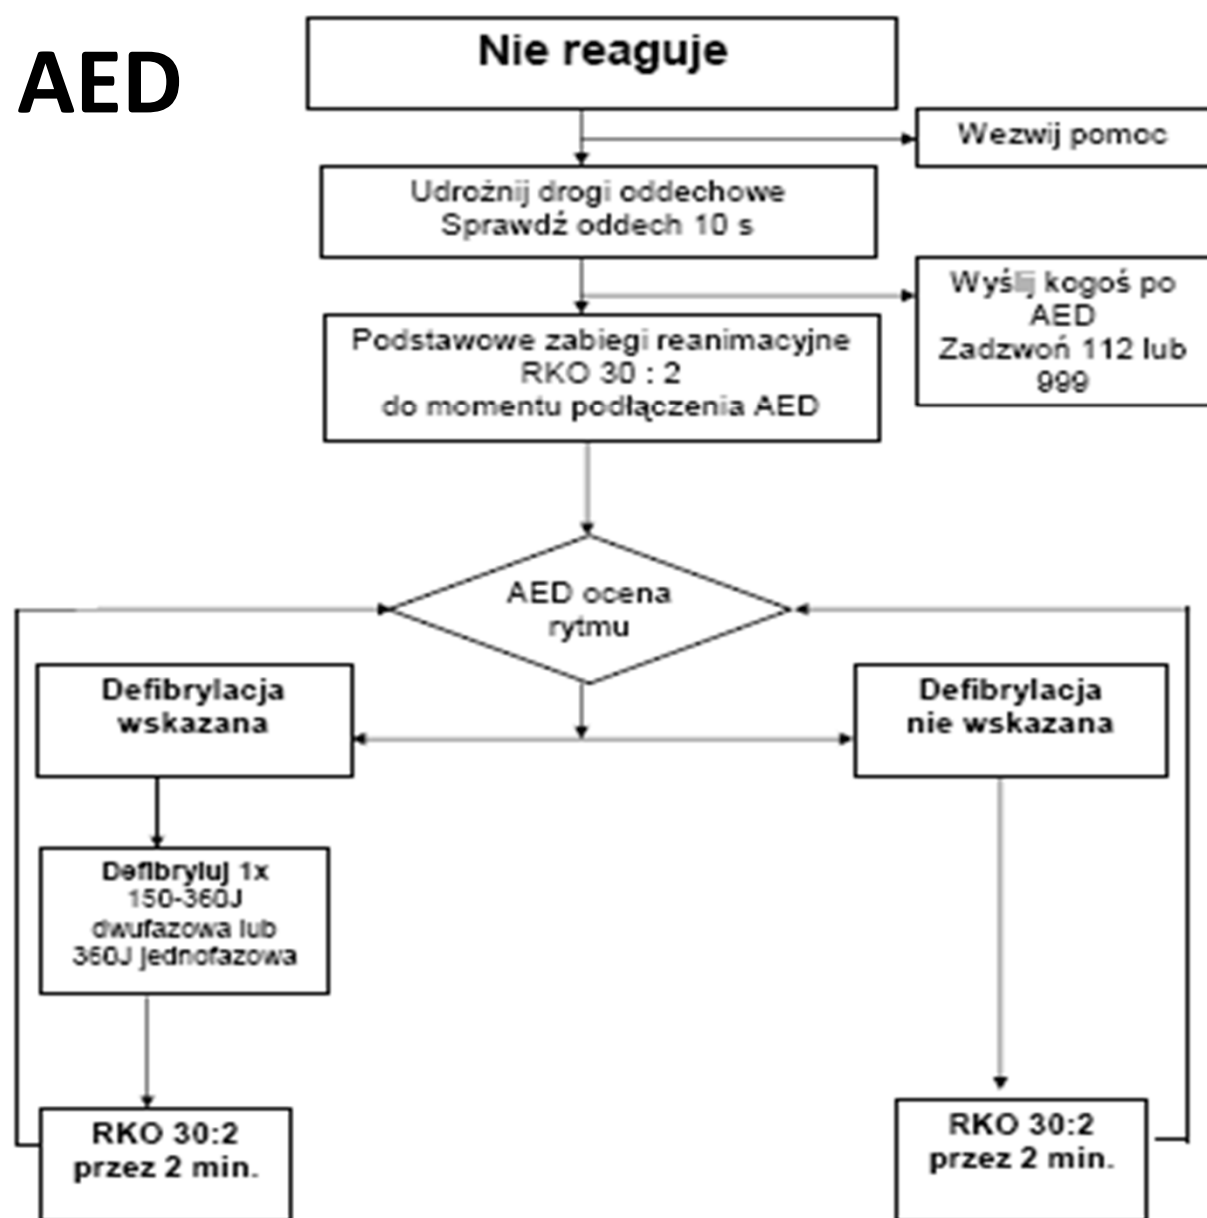 AED
Nie reaguje
Wezwij pomoc
Udrożnij drogi oddechowe
Sprawdź oddech 10 s
Wyślij kogoś po
AED
Zadzwoń 112 lub
999
Podstawowe zabiegi reanimacyjne
RKO 30 : 2
do momentu podłączenia AED
AED ocena
rytmu
Defibrylacja
wskazana
Defibrylacja
nie wskazana
Defibryluj 1x
150-360J
dwufazowa lub
360J jednofazowa
RKO 30:2
przez 2 min.
RKO 30:2
przez 2 min.